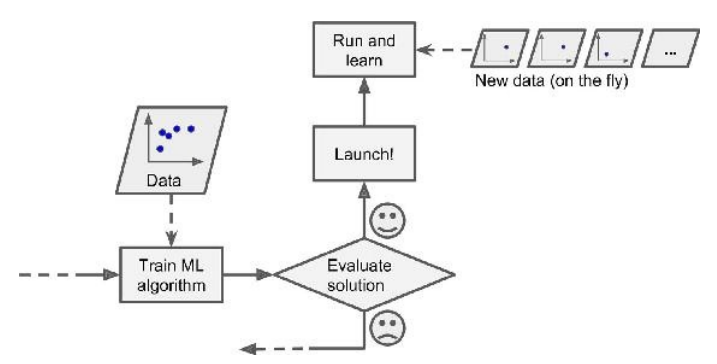 Run and
learn
...
New data (on the fly)
Launch!
Data
Train ML
algorithm
Evaluate
solution